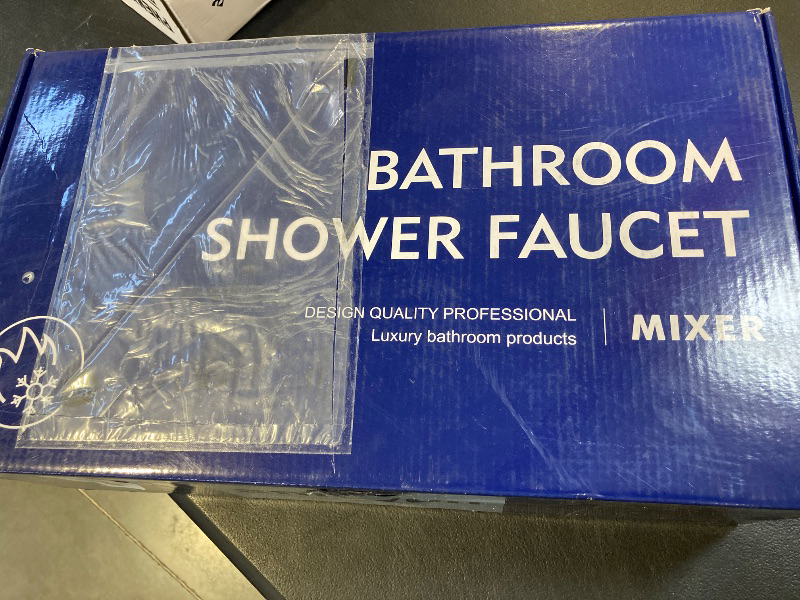 BATHROOM
SHOWER FAUCET
DESIGN QUALITY PROFESSIONAL
Luxury bathroom products
MIXER